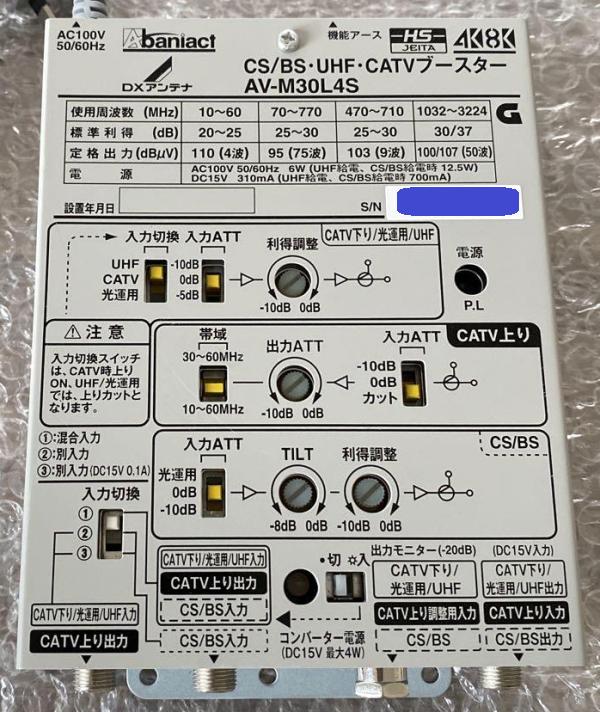 AC100V
50/60Hz
Abaniact
機能アース
HS
JEITA
4K8K
DXアンテナ
CS/BS・UHF・CATVブースター
AV-M30L4S
使用周波数 (MHz) 10～60 70～770 470～710 1032～3224
G
標準利得 (dB) 20～25 25～30 25～30 30/37
定格出力 (dBμV) 110 (4波) 95 (75波) 103 (9波) 100/107 (50波)
電源 AC100V 50/60Hz 6W (UHF給電、CS/BS給電時 12.5W)
DC15V 310mA (UHF給電、CS/BS給電時 700mA)
設置年月日
S/N
入力切換 入力ATT 利得調整
CATV下り/光運用/UHF
UHF
CATV
光運用
-10dB
0dB
-5dB
-10dB 0dB
電源
P.L
⚠注意
入力切換スイッチ
は、CATV時上り
ON、UHF/光運用
では、上りカットと
なります。
帯域
30～60MHz
10～60MHz
出力ATT
-10dB 0dB
入力ATT
CATV上り
-10dB
0dB
カット
①:混合入力
②:別入力
③:別入力(DC15V 0.1A)
入力ATT
TILT
利得調整
CS/BS
光運用
0dB
-10dB
-8dB 0dB
-10dB 0dB
入力切換
①
②
③
CATV下り/光運用/UHF入力
CATV上り出力
CATV下り/光運用/UHF入力
CATV上り出力
CS/BS入力
CS/BS入力
・切 ☼入
コンバーター電源
(DC15V 最大4W)
出力モニター(-20dB)
CATV下り/
光運用/UHF
CATV上り調整用入力
CS/BS
(DC15V入力)
CATV下り/
光運用/UHF出力
CATV上り入力
CS/BS出力